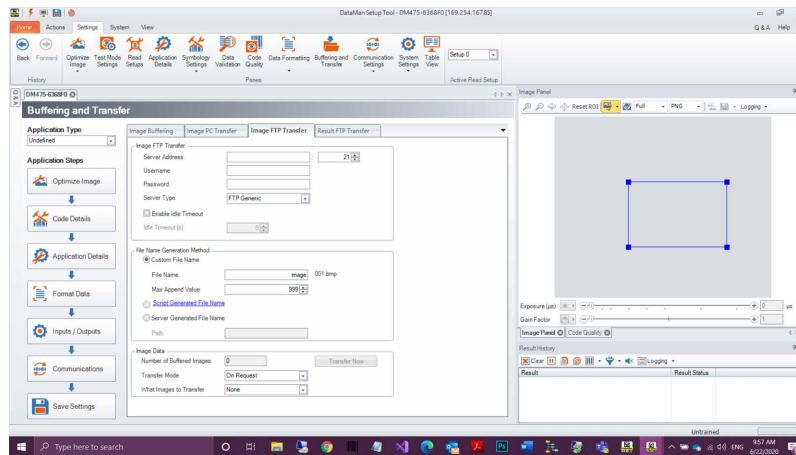 DataMan Setup Tool - DM475-6368F0 [169.254.167.85]
Home Actions Settings System View Q & A Help
Back Forward Optimize Image Test Mode Settings Read Setups Application Details Symbology Settings Data Validation Code Quality Data Formatting Buffering and Transfer Communication Settings System Settings Table View Setup 0
History Panes Active Read Setup
Q & A
DM475-6368F0
Buffering and Transfer
Application Type
Undefined
Application Steps
Optimize Image
Code Details
Application Details
Format Data
Inputs / Outputs
Communications
Save Settings
Image Buffering Image PC Transfer Image FTP Transfer Result FTP Transfer
Image FTP Transfer
Server Address : 21
Username
Password
Server Type FTP Generic
Enable Idle Timeout
Idle Timeout [s] 0
File Name Generation Method
Custom File Name
File Name image 001.bmp
Max Append Value 999
Script Generated File Name
Server Generated File Name
Path
Image Data
Number of Buffered Images 0 Transfer Now
Transfer Mode On Request
What Images to Transfer None
Image Panel
Reset ROI Full PNG Logging
Exposure (µs) 0 µs
Gain Factor 1
Image Panel Code Quality
Result History
Clear Logging
Result Result Status
Untrained
Type here to search
ENG 9:57 AM
6/22/2020